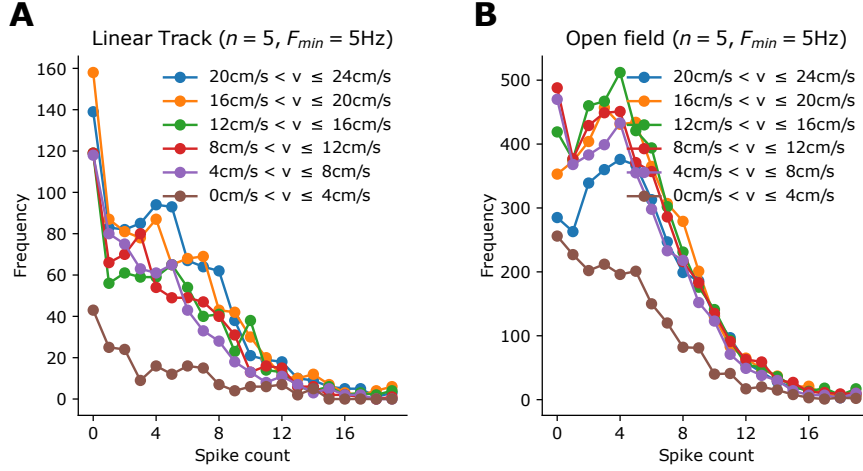 A
Linear Track (n = 5, F_min = 5Hz)
160
140
120
100
80
60
40
20
0
Frequency
20cm/s < v ≤ 24cm/s
16cm/s < v ≤ 20cm/s
12cm/s < v ≤ 16cm/s
8cm/s < v ≤ 12cm/s
4cm/s < v ≤ 8cm/s
0cm/s < v ≤ 4cm/s
0 4 8 12 16
Spike count
B
Open field (n = 5, F_min = 5Hz)
500
400
300
200
100
0
Frequency
20cm/s < v ≤ 24cm/s
16cm/s < v ≤ 20cm/s
12cm/s < v ≤ 16cm/s
8cm/s < v ≤ 12cm/s
4cm/s < v ≤ 8cm/s
0cm/s < v ≤ 4cm/s
0 4 8 12 16
Spike count